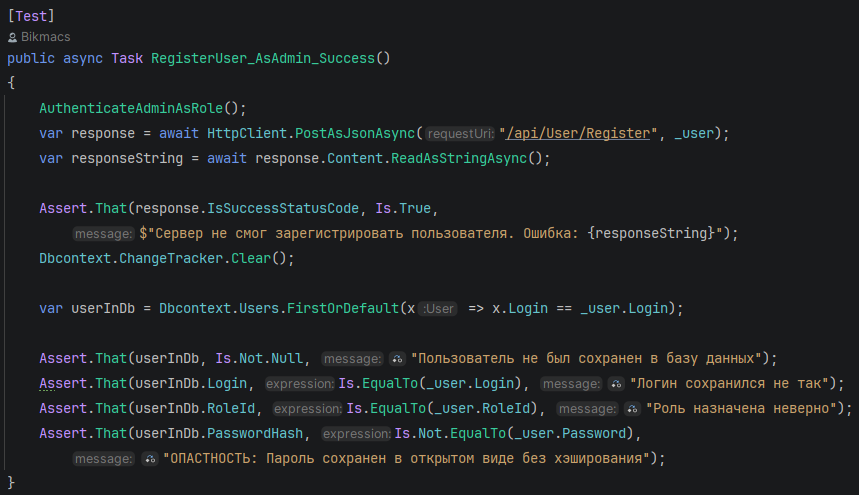 [Test]
Bikmacs
public async Task RegisterUser_AsAdmin_Success()
{
AuthenticateAdminAsRole();
var response = await HttpClient.PostAsJsonAsync( requestUri: "/api/User/Register", _user);
var responseString = await response.Content.ReadAsStringAsync();
Assert.That(response.IsSuccessStatusCode, Is.True,
message: $"Сервер не смог зарегистрировать пользователя. Ошибка: {responseString}");
Dbcontext.ChangeTracker.Clear();
var userInDb = Dbcontext.Users.FirstOrDefault(x :User => x.Login == _user.Login);
Assert.That(userInDb, Is.Not.Null, message: "Пользователь не был сохранен в базу данных");
Assert.That(userInDb.Login, expression: Is.EqualTo(_user.Login), message: "Логин сохранился не так");
Assert.That(userInDb.RoleId, expression: Is.EqualTo(_user.RoleId), message: "Роль назначена неверно");
Assert.That(userInDb.PasswordHash, expression: Is.Not.EqualTo(_user.Password),
message: "ОПАСТНОСТЬ: Пароль сохранен в открытом виде без хэширования");
}